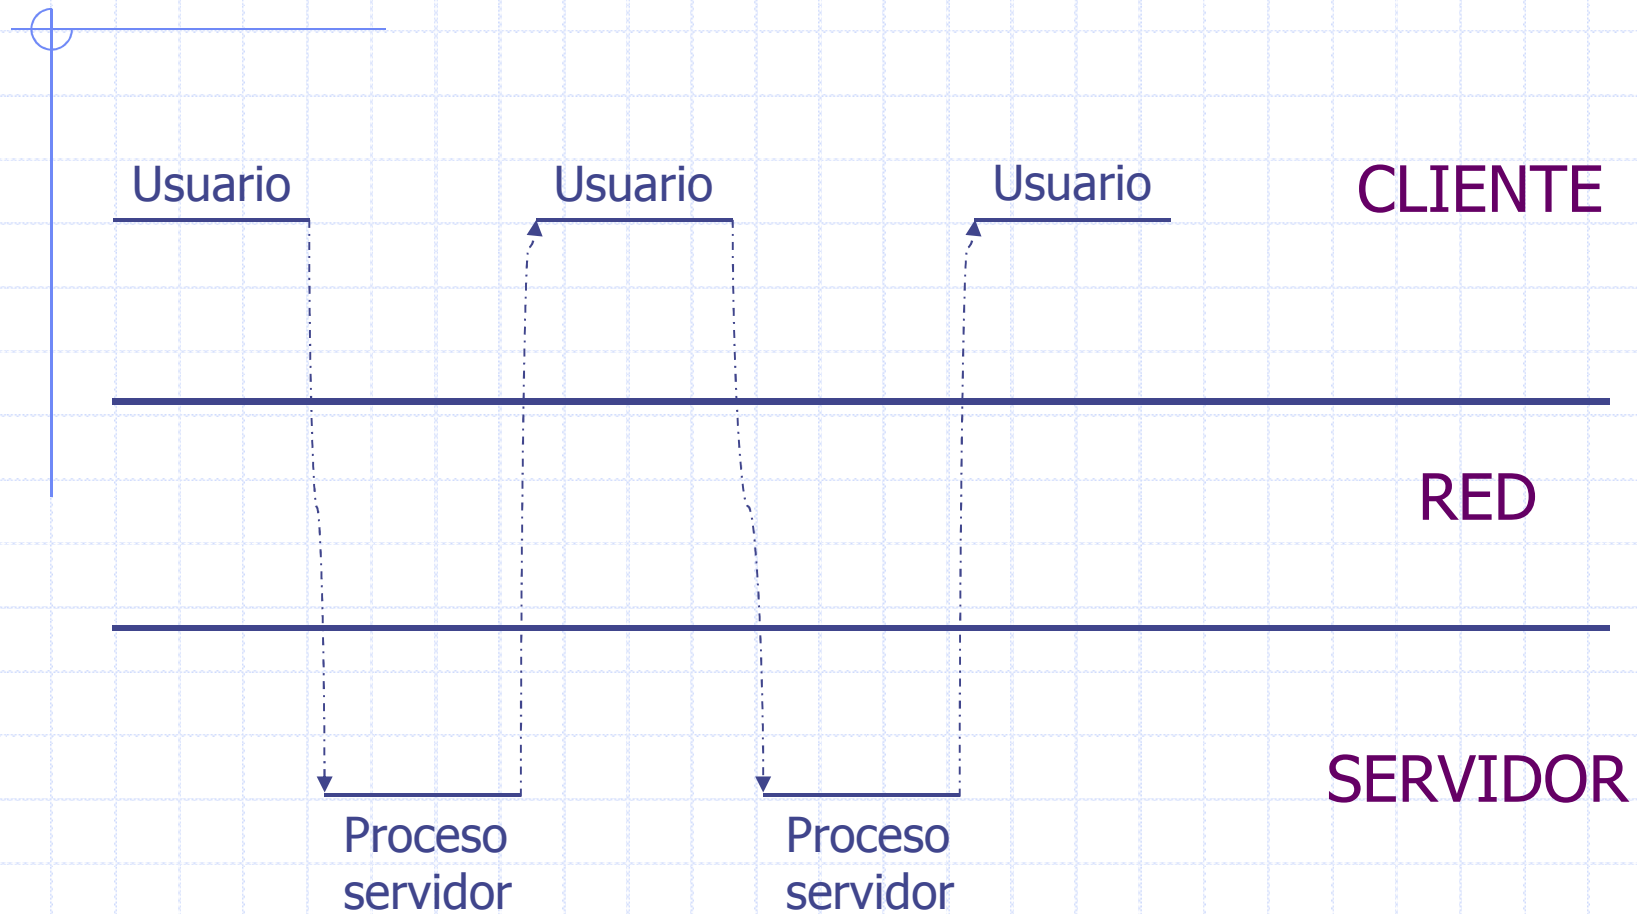 Usuario
Usuario
Usuario
CLIENTE
RED
SERVIDOR
Proceso
servidor
Proceso
servidor